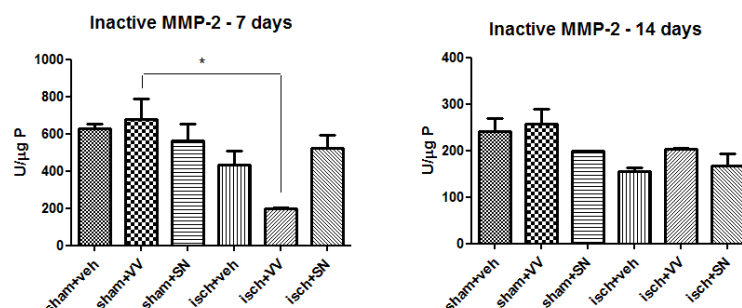 Inactive MMP-2 - 7 days
*
U/µg P
1000
800
600
400
200
0
sham+veh
sham+VV
sham+SN
isch+veh
isch+VV
isch+SN
Inactive MMP-2 - 14 days
U/µg P
400
300
200
100
0
sham+veh
sham+VV
sham+SN
isch+veh
isch+VV
isch+SN